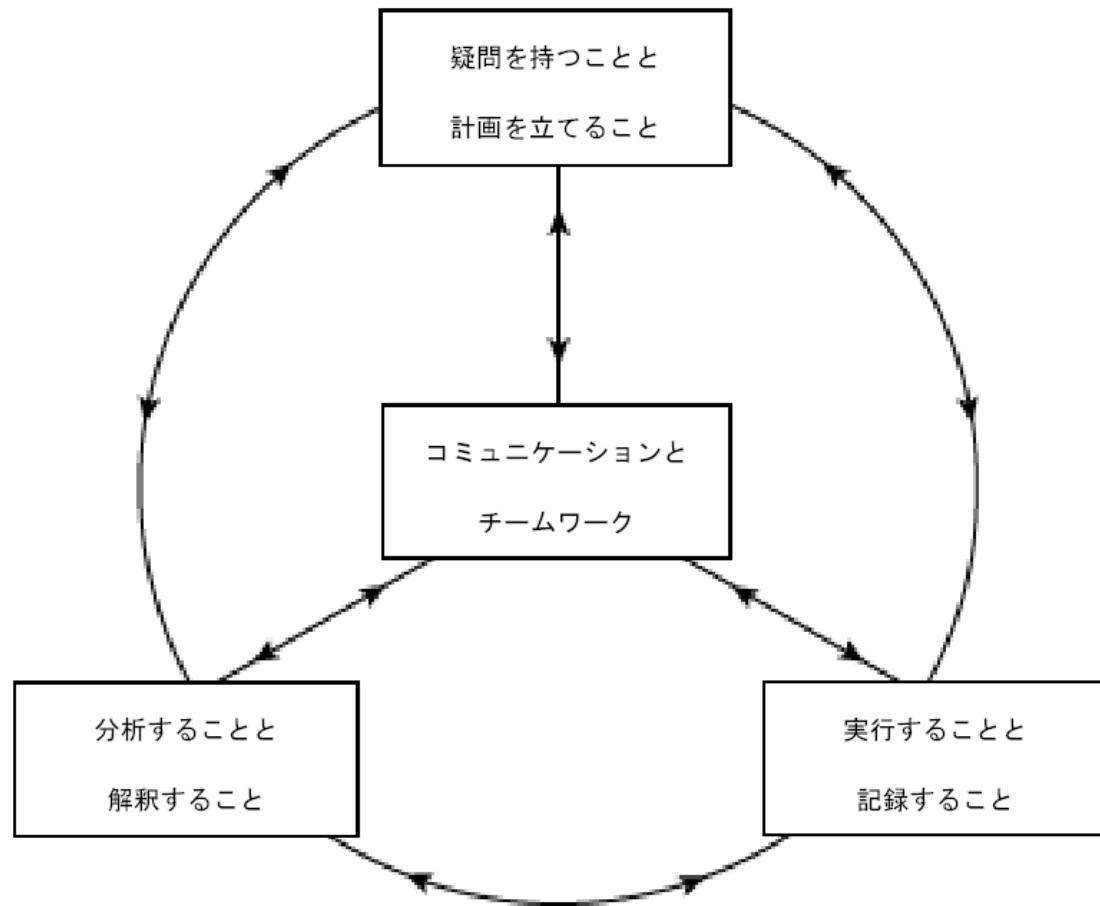 疑問を持つことと
計画を立てること
コミュニケーションと
チームワーク
分析することと
解釈すること
実行することと
記録すること